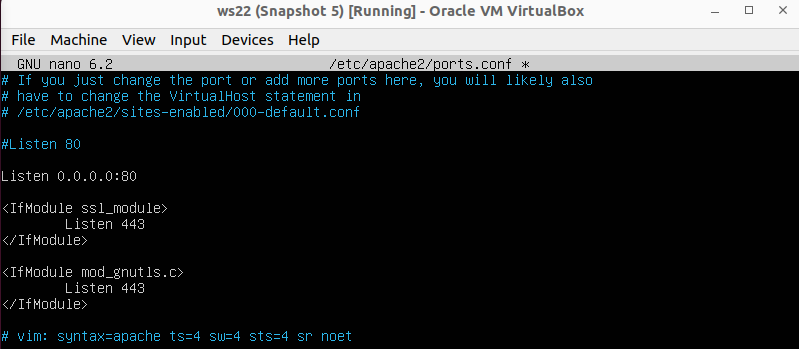 ws22 (Snapshot 5) [Running] - Oracle VM VirtualBox
File Machine View Input Devices Help
GNU nano 6.2 /etc/apache2/ports.conf *
# If you just change the port or add more ports here, you will likely also
# have to change the VirtualHost statement in
# /etc/apache2/sites-enabled/000-default.conf
#Listen 80
Listen 0.0.0.0:80
<IfModule ssl_module>
Listen 443
</IfModule>
<IfModule mod_gnutls.c>
Listen 443
</IfModule>
# vim: syntax=apache ts=4 sw=4 sts=4 sr noet